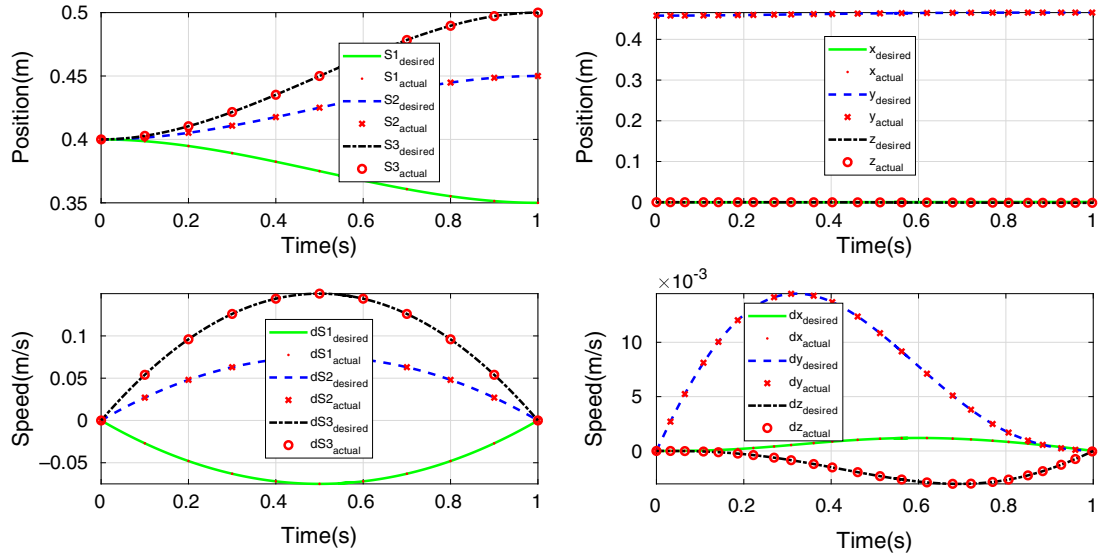 Position(m)
0.5
0.45
0.4
0.35
S1desired
S1actual
S2desired
S2actual
S3desired
S3actual
0 0.2 0.4 0.6 0.8 1
Time(s)
Position(m)
0.4
0.3
0.2
0.1
0
xdesired
xactual
ydesired
yactual
zdesired
zactual
0 0.2 0.4 0.6 0.8 1
Time(s)
Speed(m/s)
0.1
0.05
0
−0.05
dS1desired
dS1actual
dS2desired
dS2actual
dS3desired
dS3actual
0 0.2 0.4 0.6 0.8 1
Time(s)
×10-3
Speed(m/s)
10
5
0
dxdesired
dxactual
dydesired
dyactual
dzdesired
dzactual
0 0.2 0.4 0.6 0.8 1
Time(s)